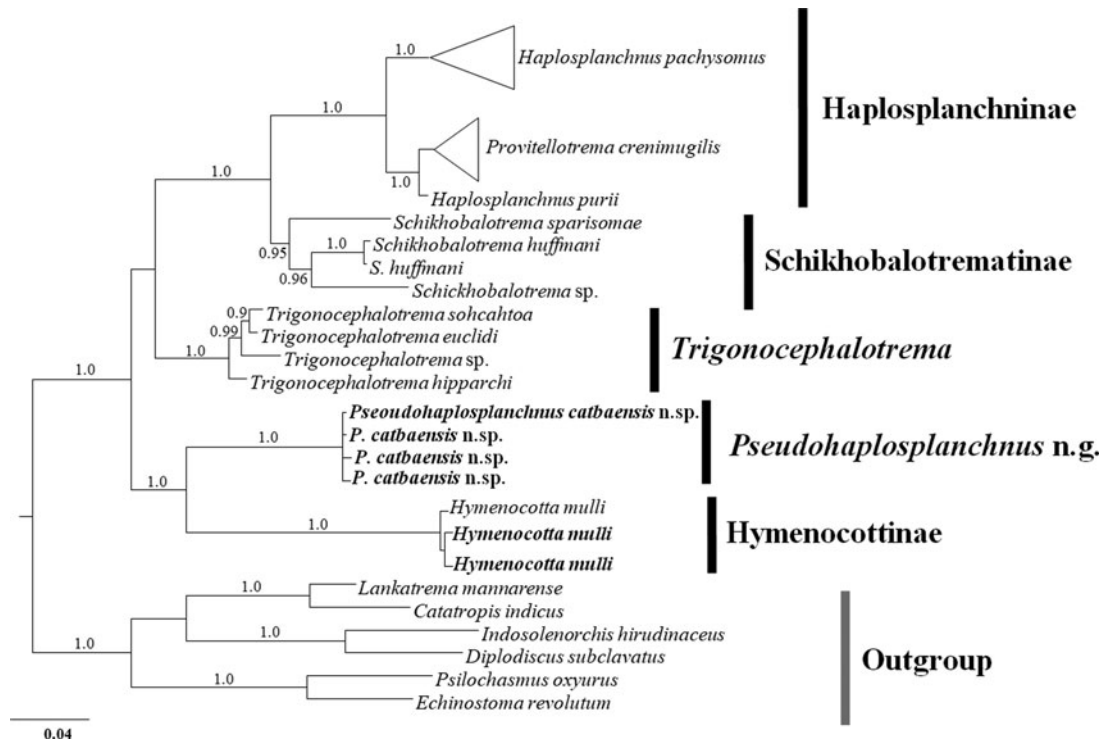 1.0
Haplosplanchnus pachysomus
Haplosplanchninae
1.0
Provitellotrema crenimugilis
1.0
1.0
Haplosplanchnus purii
Schikhobalotrema sparisomae
0.95
1.0
Schikhobalotrema huffmani
S. huffmani
Schikhobalotrematinae
0.96
Schickhobalotrema sp.
0.9
Trigonocephalotrema sohcahtoa
0.99
Trigonocephalotrema euclidi
Trigonocephalotrema
1.0
Trigonocephalotrema sp.
Trigonocephalotrema hipparchi
1.0
Pseoudohaplosplanchnus catbaensis n.sp.
1.0
P. catbaensis n.sp.
Pseudohaplosplanchnus n.g.
P. catbaensis n.sp.
P. catbaensis n.sp.
1.0
Hymenocotta mulli
1.0
Hymenocotta mulli
Hymenocottinae
Hymenocotta mulli
1.0
Lankatrema mannarense
Catatropis indicus
1.0
Indosolenorchis hirudinaceus
1.0
Diplodiscus subclavatus
Outgroup
1.0
Psilochasmus oxyurus
Echinostoma revolutum
0.04